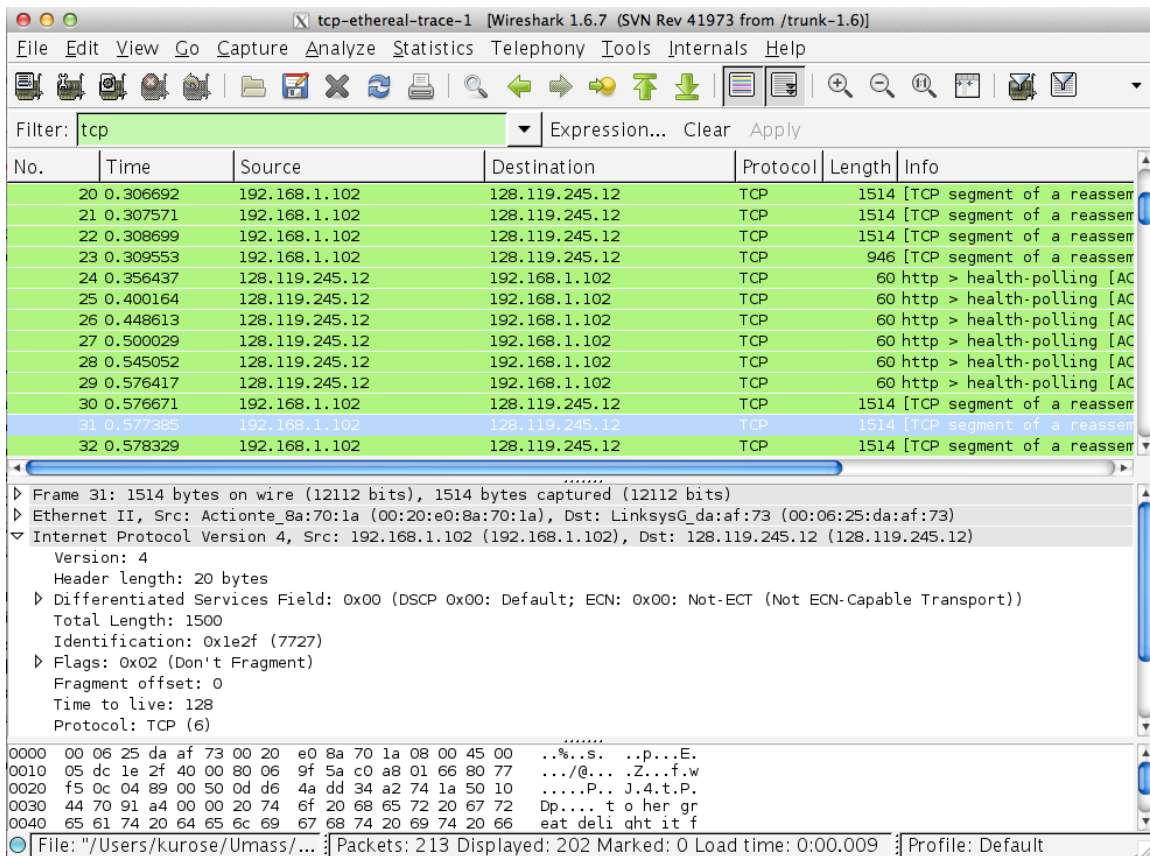 tcp-ethereal-trace-1 [Wireshark 1.6.7 (SVN Rev 41973 from /trunk-1.6)]
File Edit View Go Capture Analyze Statistics Telephony Tools Internals Help
Filter: tcp Expression... Clear Apply
No. Time Source Destination Protocol Length Info
20 0.306692 192.168.1.102 128.119.245.12 TCP 1514 [TCP segment of a reassem
21 0.307571 192.168.1.102 128.119.245.12 TCP 1514 [TCP segment of a reassem
22 0.308699 192.168.1.102 128.119.245.12 TCP 1514 [TCP segment of a reassem
23 0.309553 192.168.1.102 128.119.245.12 TCP 946 [TCP segment of a reassem
24 0.356437 128.119.245.12 192.168.1.102 TCP 60 http > health-polling [AC
25 0.400164 128.119.245.12 192.168.1.102 TCP 60 http > health-polling [AC
26 0.448613 128.119.245.12 192.168.1.102 TCP 60 http > health-polling [AC
27 0.500029 128.119.245.12 192.168.1.102 TCP 60 http > health-polling [AC
28 0.545052 128.119.245.12 192.168.1.102 TCP 60 http > health-polling [AC
29 0.576417 128.119.245.12 192.168.1.102 TCP 60 http > health-polling [AC
30 0.576671 192.168.1.102 128.119.245.12 TCP 1514 [TCP segment of a reassem
31 0.577385 192.168.1.102 128.119.245.12 TCP 1514 [TCP segment of a reassem
32 0.578329 192.168.1.102 128.119.245.12 TCP 1514 [TCP segment of a reassem
Frame 31: 1514 bytes on wire (12112 bits), 1514 bytes captured (12112 bits)
Ethernet II, Src: Actionte_8a:70:1a (00:20:e0:8a:70:1a), Dst: LinksysG_da:af:73 (00:06:25:da:af:73)
Internet Protocol Version 4, Src: 192.168.1.102 (192.168.1.102), Dst: 128.119.245.12 (128.119.245.12)
Version: 4
Header length: 20 bytes
Differentiated Services Field: 0x00 (DSCP 0x00: Default; ECN: 0x00: Not-ECT (Not ECN-Capable Transport))
Total Length: 1500
Identification: 0x1e2f (7727)
Flags: 0x02 (Don't Fragment)
Fragment offset: 0
Time to live: 128
Protocol: TCP (6)
0000 00 06 25 da af 73 00 20 e0 8a 70 1a 08 00 45 00 ..%..s. ..p...E.
0010 05 dc 1e 2f 40 00 80 06 9f 5a c0 a8 01 66 80 77 .../@... .Z...f.w
0020 f5 0c 04 89 00 50 0d d6 4a dd 34 a2 74 1a 50 10 .....P.. J.4.t.P.
0030 44 70 91 a4 00 00 20 74 6f 20 68 65 72 20 67 72 Dp.... t o her gr
0040 65 61 74 20 64 65 6c 69 67 68 74 20 69 74 20 66 eat deli ght it f
File: "/Users/kurose/Umass/... Packets: 213 Displayed: 202 Marked: 0 Load time: 0:00.009 Profile: Default